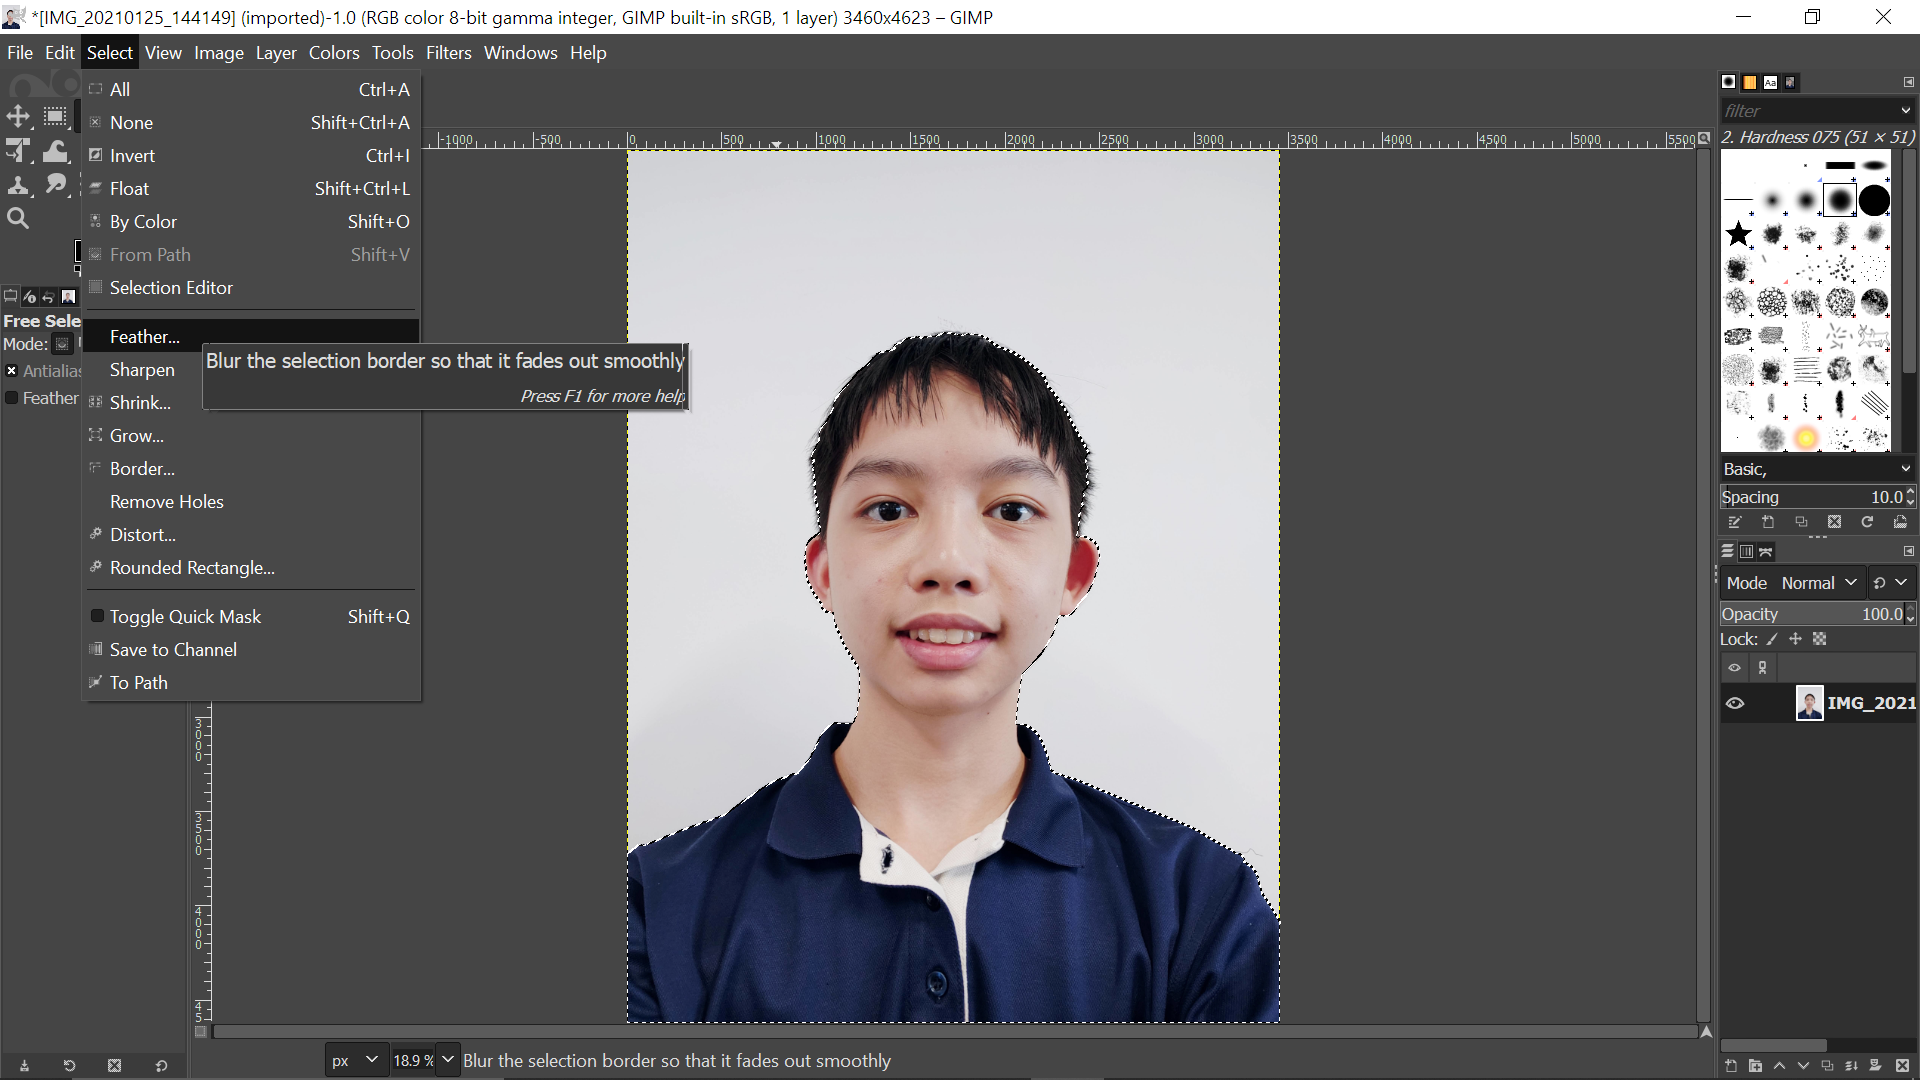 *[IMG_20210125_144149] (imported)-1.0 (RGB color 8-bit gamma integer, GIMP built-in sRGB, 1 layer) 3460x4623 – GIMP
File Edit Select View Image Layer Colors Tools Filters Windows Help
All Ctrl+A
None Shift+Ctrl+A
Invert Ctrl+I
Float Shift+Ctrl+L
By Color Shift+O
From Path Shift+V
Selection Editor
Feather...
Sharpen
Shrink...
Grow...
Border...
Remove Holes
Distort...
Rounded Rectangle...
Toggle Quick Mask Shift+Q
Save to Channel
To Path
Blur the selection border so that it fades out smoothly
Press F1 for more help
Free Sele
Mode:
Antialias
Feather
-1000 -500 0 500 1000 1500 2000 2500 3000 3500 4000 4500 5000 5500
3000
3500
4000
45
px 18.9 % Blur the selection border so that it fades out smoothly
Aa
filter
2. Hardness 075 (51 × 51)
Basic,
Spacing 10.0
Mode Normal
Opacity 100.0
Lock:
IMG_2021